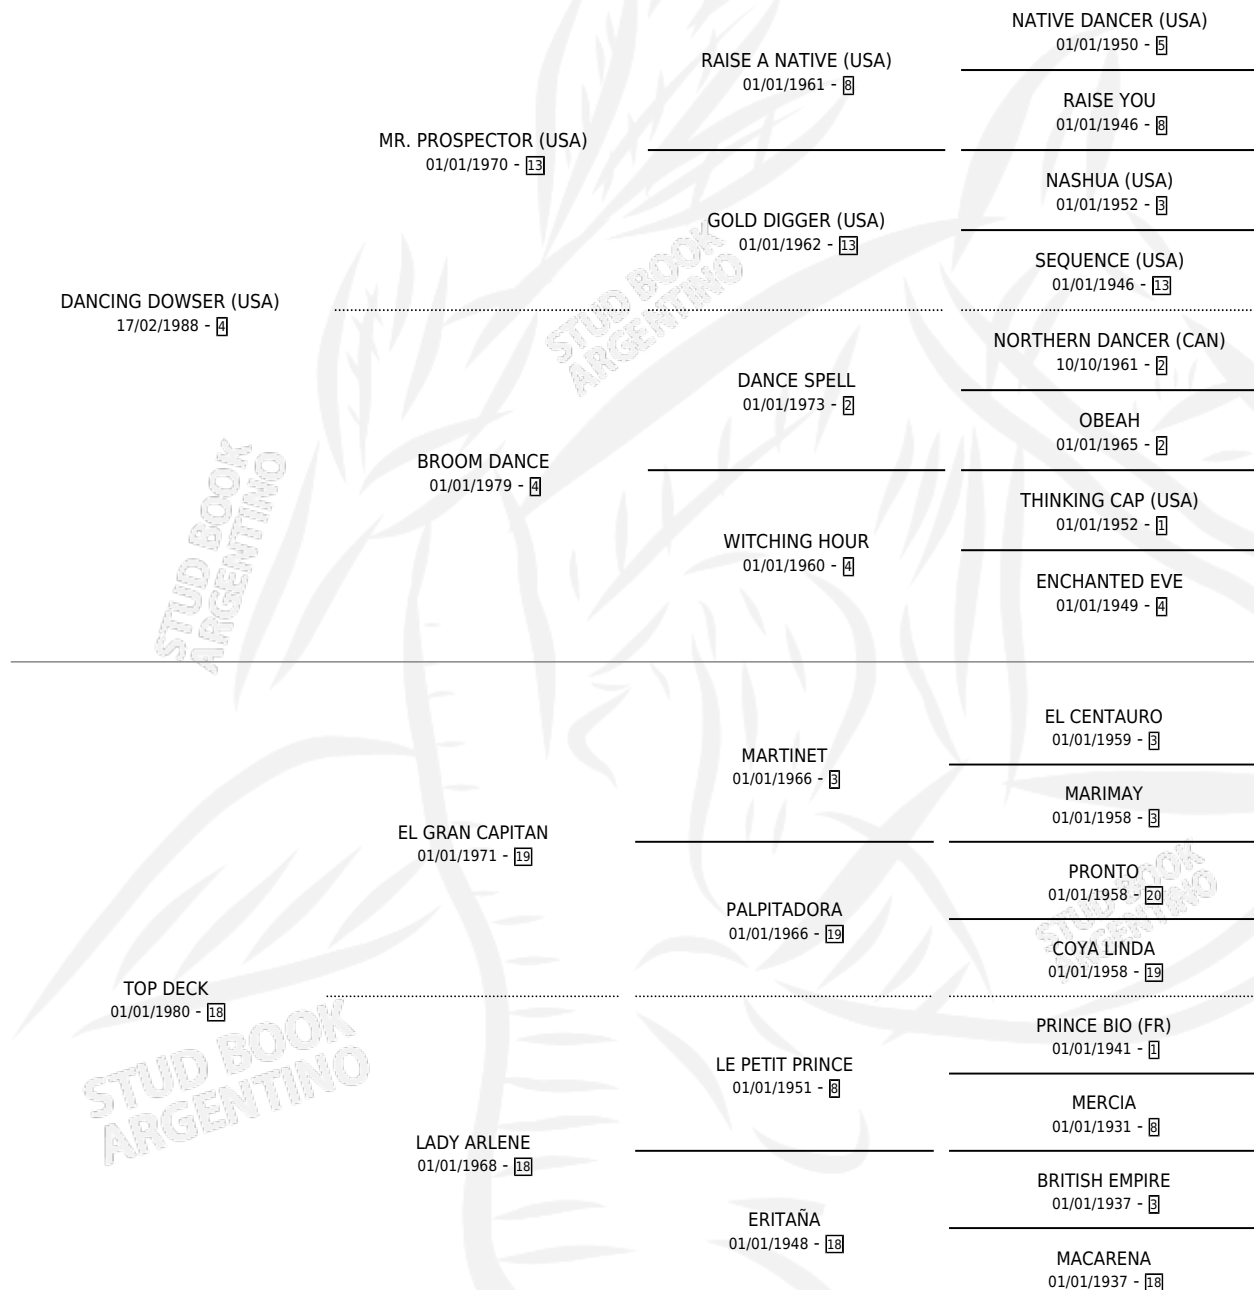 NATIVE DANCER (USA)
01/01/1950 - 5
RAISE A NATIVE (USA)
01/01/1961 - 8
RAISE YOU
01/01/1946 - 8
MR. PROSPECTOR (USA)
01/01/1970 - 13
NASHUA (USA)
01/01/1952 - 3
GOLD DIGGER (USA)
01/01/1962 - 13
SEQUENCE (USA)
01/01/1946 - 13
DANCING DOWSER (USA)
17/02/1988 - 4
NORTHERN DANCER (CAN)
10/10/1961 - 2
DANCE SPELL
01/01/1973 - 2
OBEAH
01/01/1965 - 2
BROOM DANCE
01/01/1979 - 4
THINKING CAP (USA)
01/01/1952 - 1
WITCHING HOUR
01/01/1960 - 4
ENCHANTED EVE
01/01/1949 - 4
EL CENTAURO
01/01/1959 - 3
MARTINET
01/01/1966 - 3
MARIMAY
01/01/1958 - 3
EL GRAN CAPITAN
01/01/1971 - 19
PRONTO
01/01/1958 - 20
PALPITADORA
01/01/1966 - 19
COYA LINDA
01/01/1958 - 19
TOP DECK
01/01/1980 - 18
PRINCE BIO (FR)
01/01/1941 - 1
LE PETIT PRINCE
01/01/1951 - 8
MERCIA
01/01/1931 - 8
LADY ARLENE
01/01/1968 - 18
BRITISH EMPIRE
01/01/1937 - 3
ERITAÑA
01/01/1948 - 18
MACARENA
01/01/1937 - 18
STUD BOOK
ARGENTINO
STUD BOOK
ARGENTINO
STUD BOOK
ARGENTINO
STUD BOOK
ARGENTINO